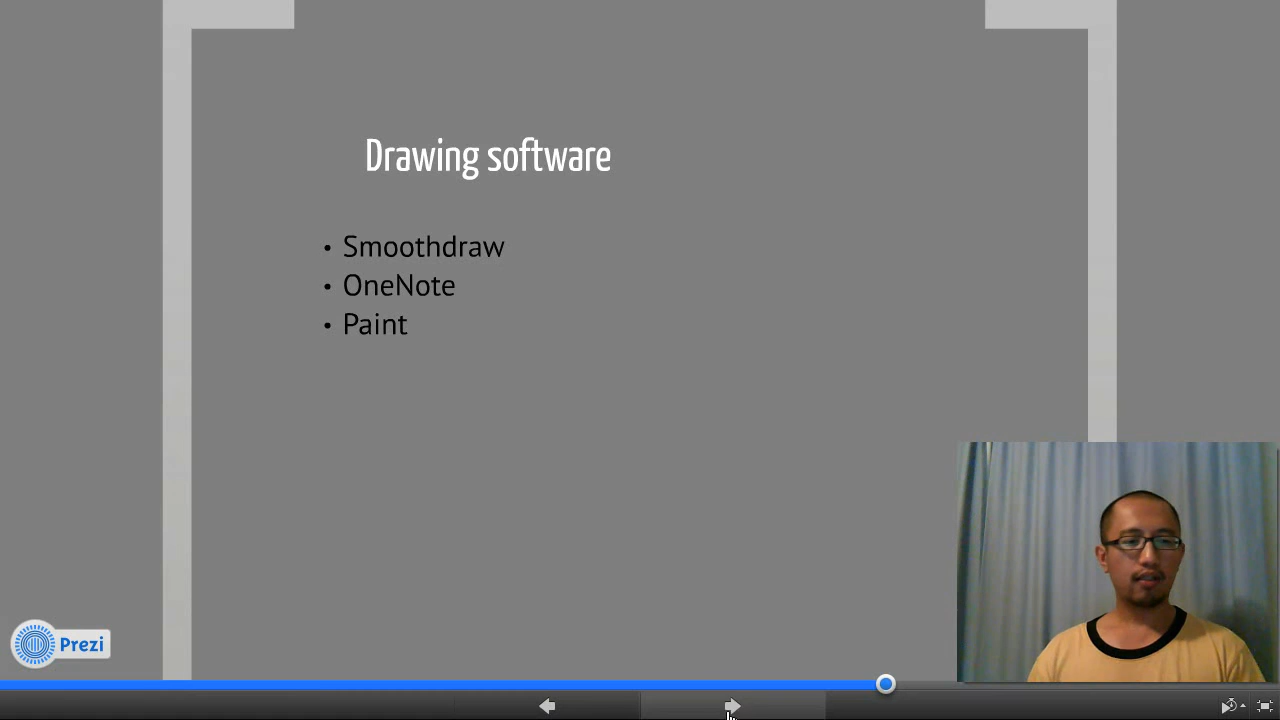 Drawing software
• Smoothdraw
• OneNote
• Paint
Prezi